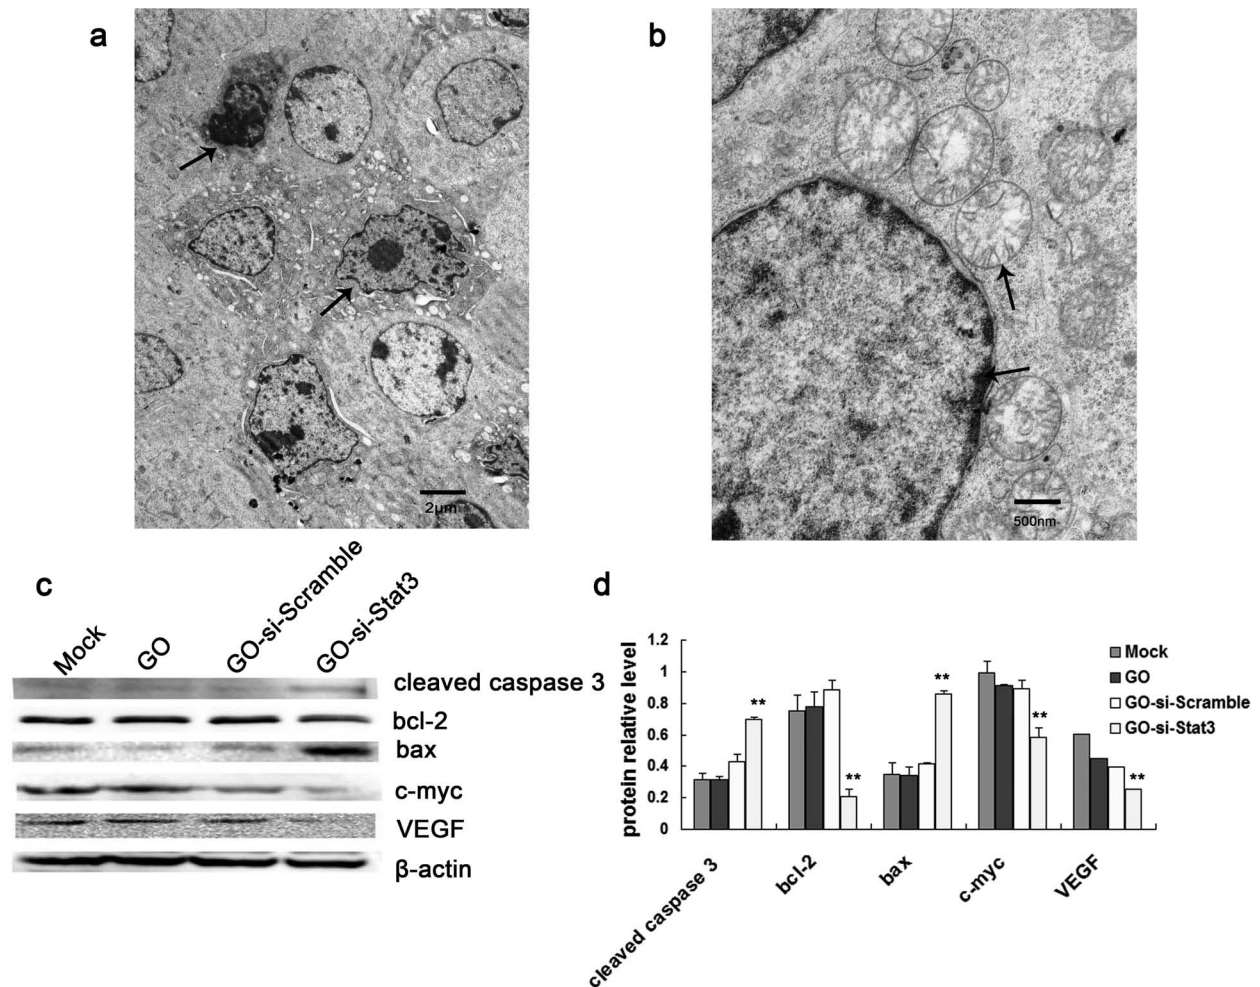 a
b
2μm
500nm
c
Mock
GO
GO-si-Scramble
GO-si-Stat3
cleaved caspase 3
bcl-2
bax
c-myc
VEGF
β-actin
d
protein relative level
1.2
1
0.8
0.6
0.4
0.2
0
**
**
**
**
**
Mock
GO
GO-si-Scramble
GO-si-Stat3
cleaved caspase 3
bcl-2
bax
c-myc
VEGF